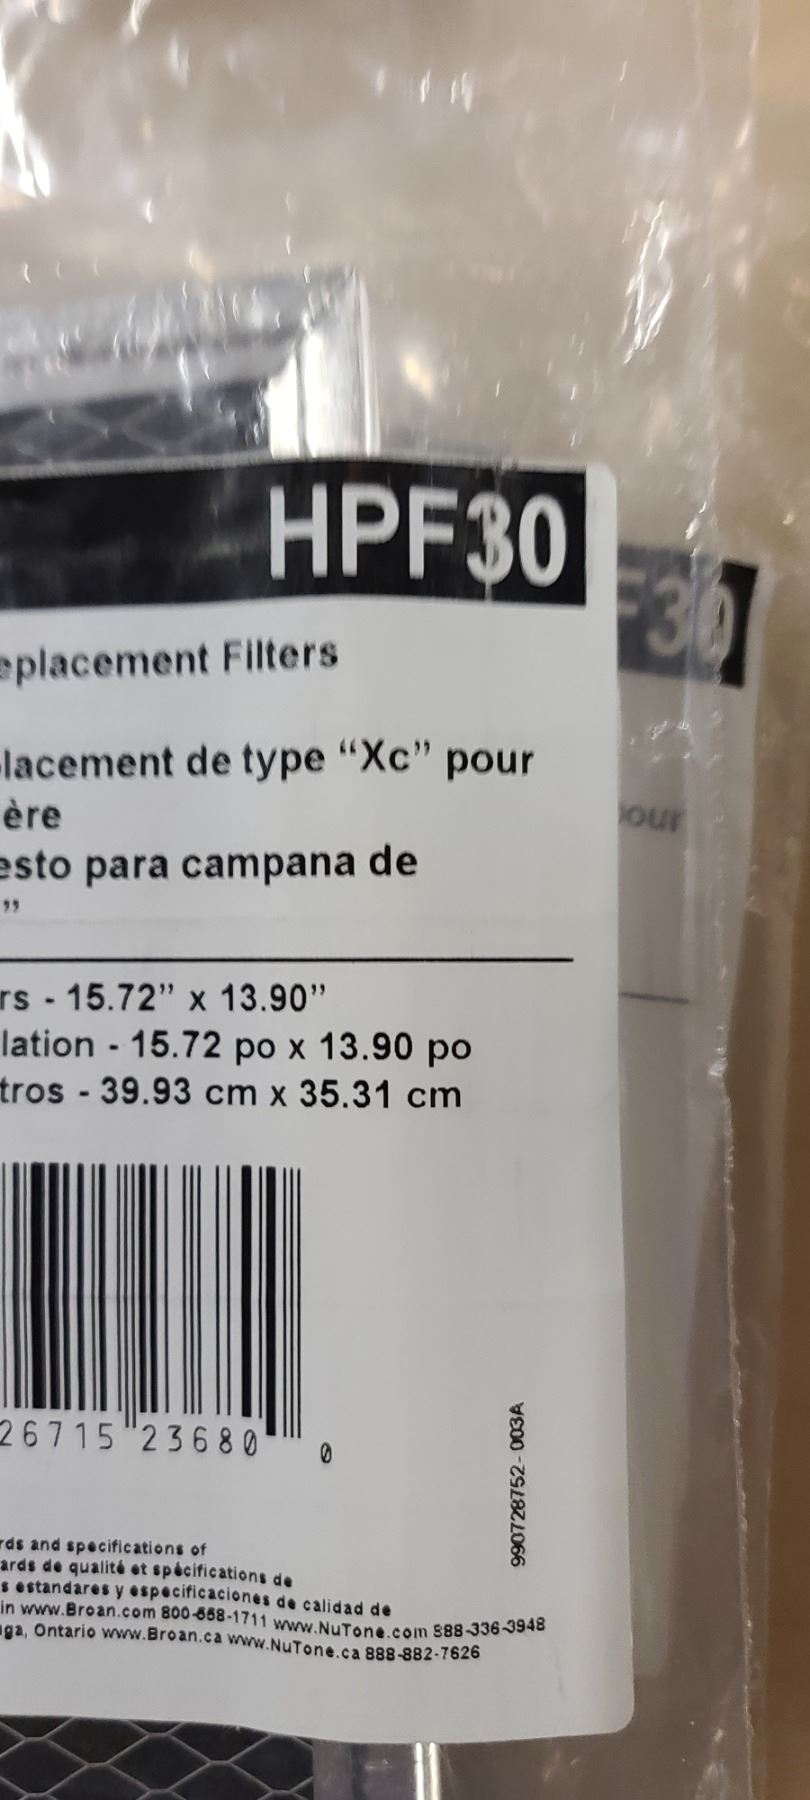 HPF30
F30
eplacement Filters
lacement de type “Xc” pour
pour
ère
esto para campana de
”
rs - 15.72” x 13.90”
lation - 15.72 po x 13.90 po
tros - 39.93 cm x 35.31 cm
26715 23680 0
990728752-003A
rds and specifications of
ards de qualité et spécifications de
s estandares y especificaciones de calidad de
in www.Broan.com 800-558-1711 www.NuTone.com 888-336-3948
ga, Ontario www.Broan.ca www.NuTone.ca 888-882-7626